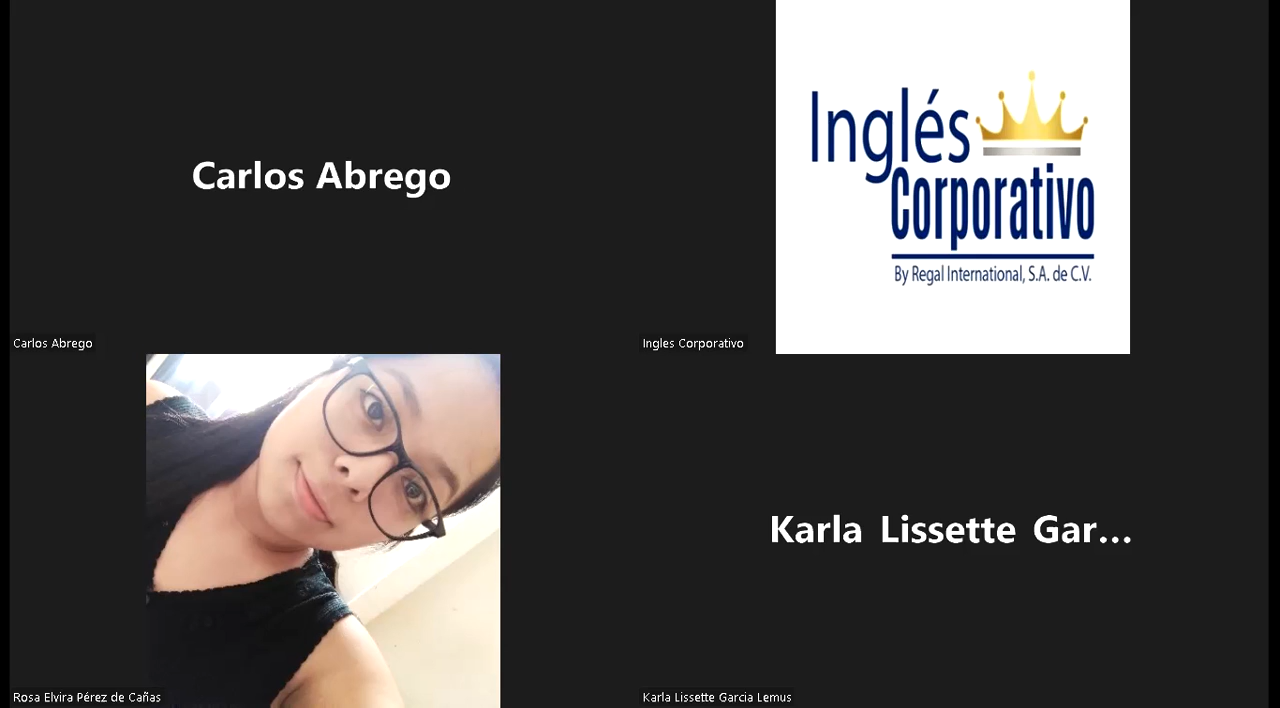 Carlos Abrego
Inglés
Corporativo
By Regal International, S.A. de C.V.
Carlos Abrego
Ingles Corporativo
Karla Lissette Gar...
Rosa Elvira Pérez de Cañas
Karla Lissette Garcia Lemus